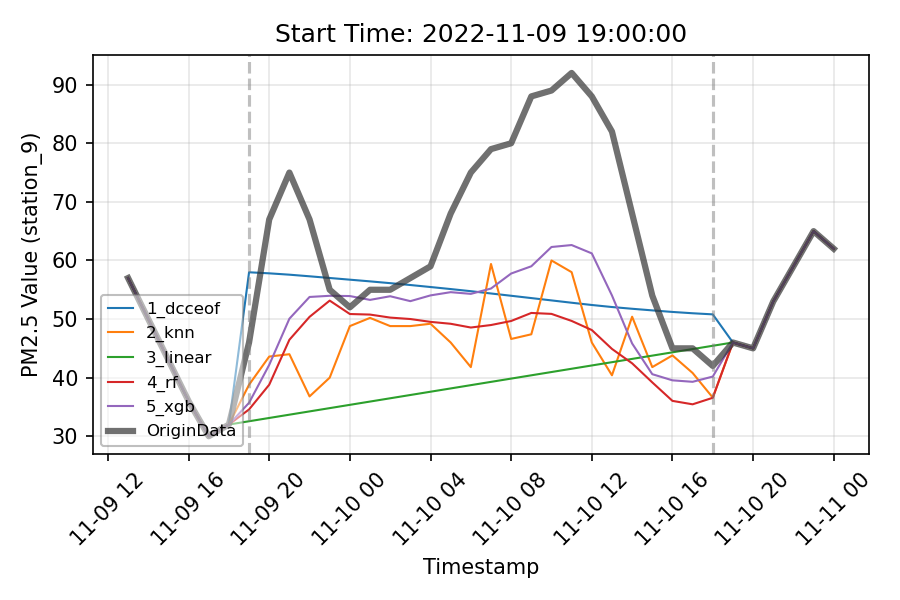 Start Time: 2022-11-09 19:00:00
PM2.5 Value (station_9)
90
80
70
60
50
40
30
1_dcceof
2_knn
3_linear
4_rf
5_xgb
OriginData
11-09 12
11-09 16
11-09 20
11-10 00
11-10 04
11-10 08
11-10 12
11-10 16
11-10 20
11-11 00
Timestamp